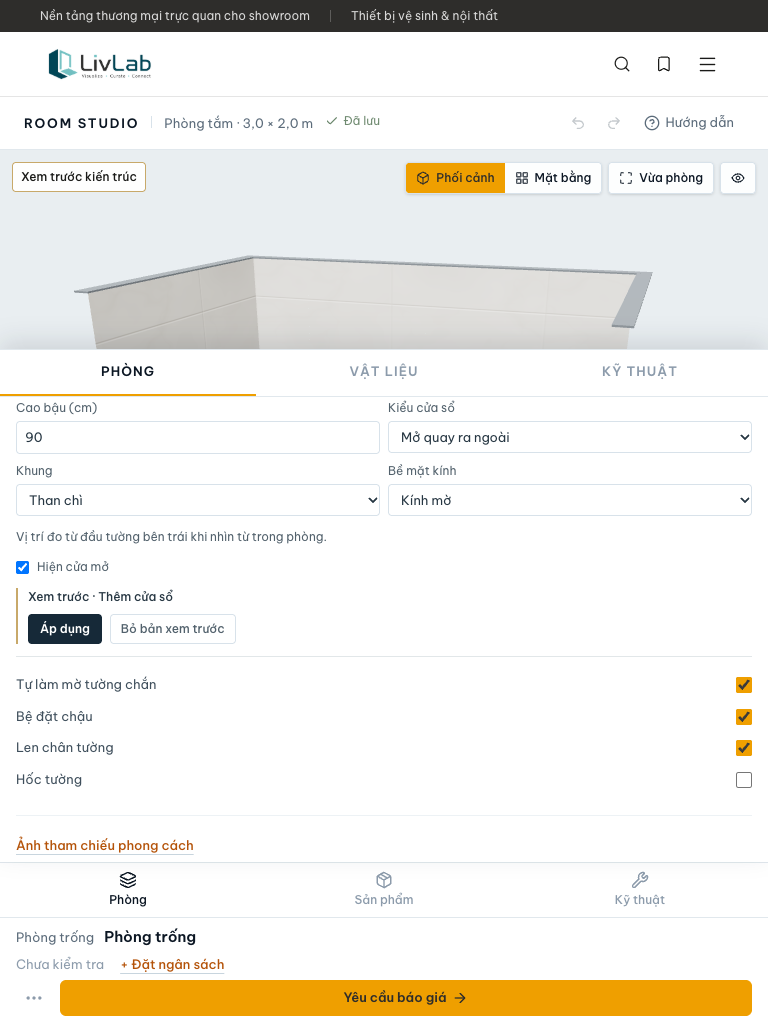 Nền tảng thương mại trực quan cho showroom | Thiết bị vệ sinh & nội thất
LivLab
Visualise · Curate · Connect
ROOM STUDIO | Phòng tắm · 3,0 × 2,0 m Đã lưu Hướng dẫn
Xem trước kiến trúc Phối cảnh Mặt bằng Vừa phòng
PHÒNG VẬT LIỆU KỸ THUẬT
Cao bậu (cm) Kiểu cửa sổ
90 Mở quay ra ngoài
Khung Bề mặt kính
Than chì Kính mờ
Vị trí đo từ đầu tường bên trái khi nhìn từ trong phòng.
Hiện cửa mở
Xem trước · Thêm cửa sổ
Áp dụng Bỏ bản xem trước
Tự làm mờ tường chắn
Bệ đặt chậu
Len chân tường
Hốc tường
Ảnh tham chiếu phong cách
Phòng Sản phẩm Kỹ thuật
Phòng trống Phòng trống
Chưa kiểm tra + Đặt ngân sách
Yêu cầu báo giá →